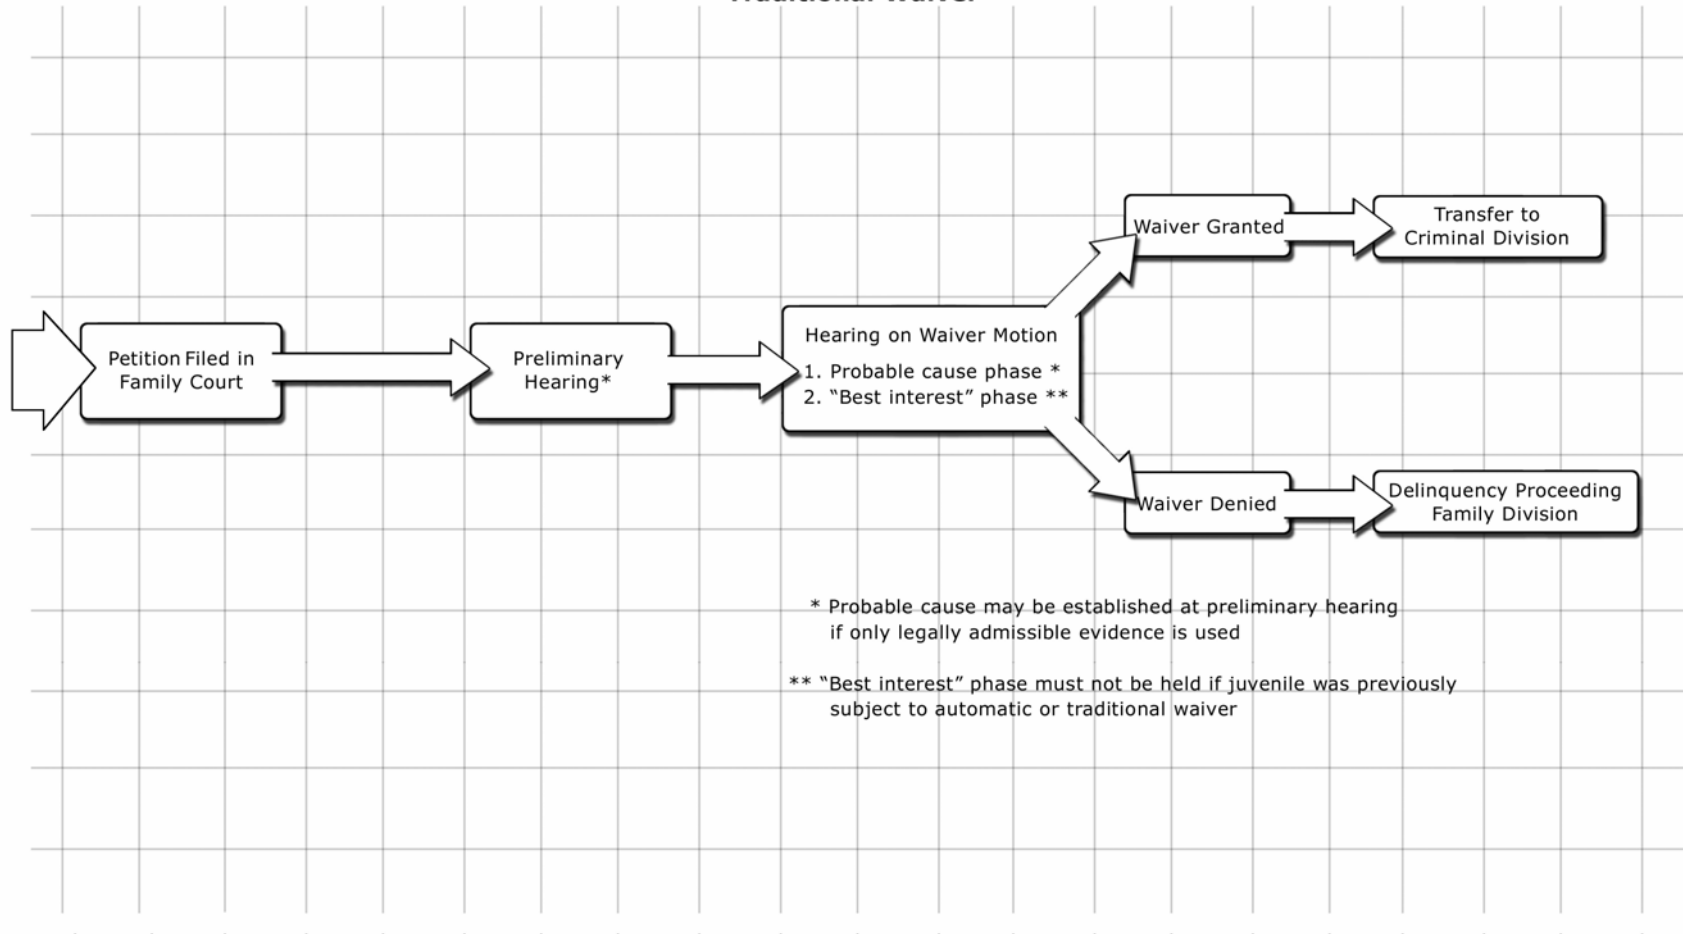 Traditional Waiver
Petition Filed in
Family Court
Preliminary
Hearing*
Hearing on Waiver Motion
1. Probable cause phase *
2. “Best interest” phase **
Waiver Granted
Transfer to
Criminal Division
Waiver Denied
Delinquency Proceeding
Family Division
* Probable cause may be established at preliminary hearing
if only legally admissible evidence is used
** “Best interest” phase must not be held if juvenile was previously
subject to automatic or traditional waiver